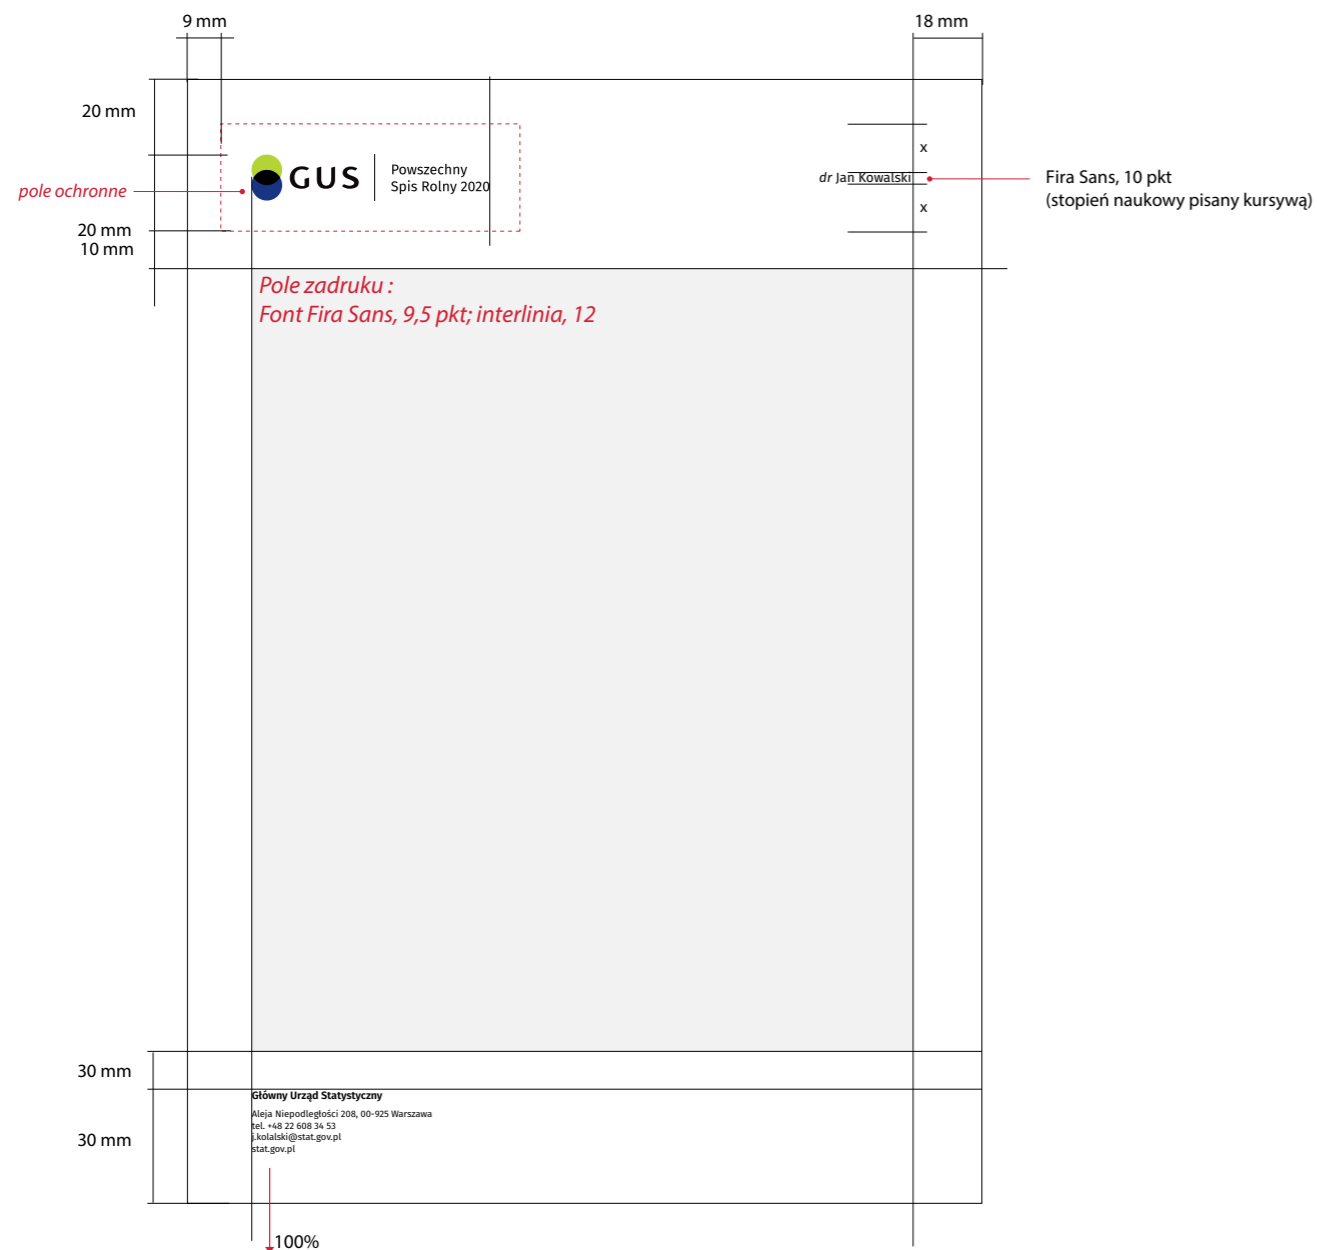 9 mm
18 mm
20 mm
GUS
Powszechny
Spis Rolny 2020
x
dr Jan Kowalski
Fira Sans, 10 pkt
(stopień naukowy pisany kursywą)
pole ochronne
x
20 mm
10 mm
Pole zadruku :
Font Fira Sans, 9,5 pkt; interlinia, 12
30 mm
Główny Urząd Statystyczny
Aleja Niepodległości 208, 00-925 Warszawa
tel. +48 22 608 34 53
j.kolalski@stat.gov.pl
stat.gov.pl
30 mm
100%